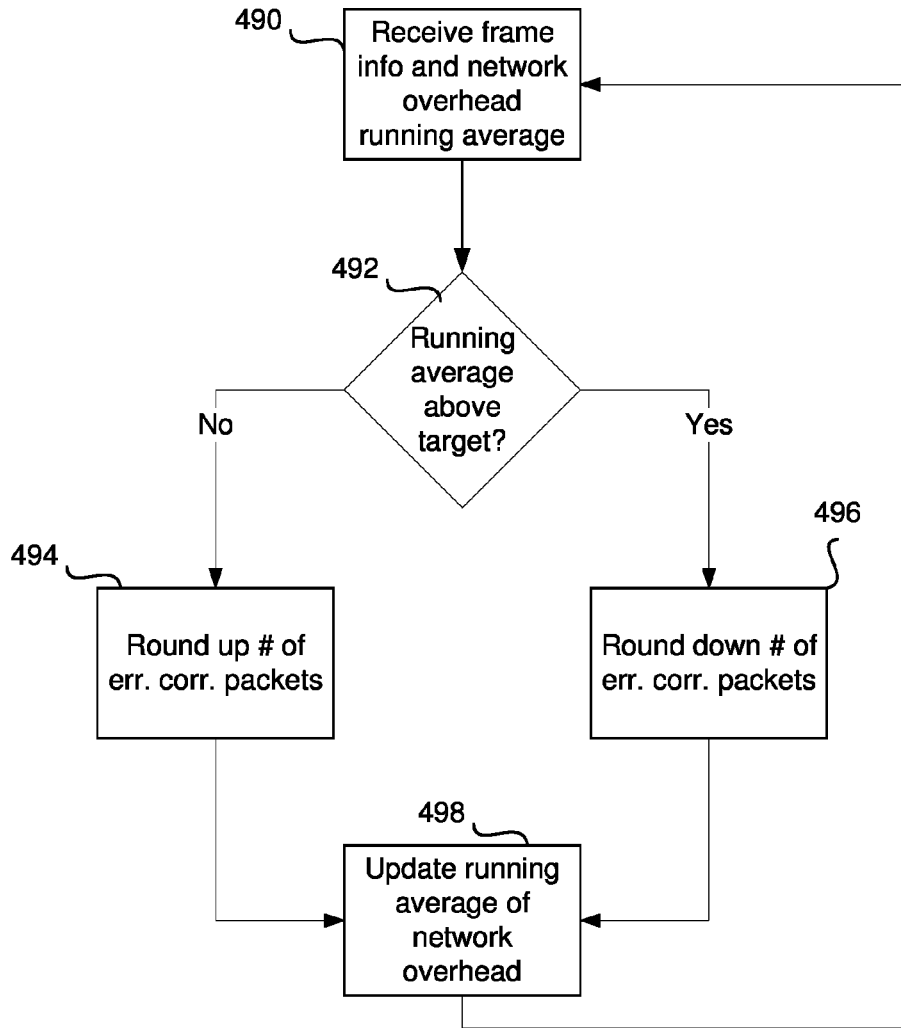 490
Receive frame
info and network
overhead
running average
492
Running
average
above
target?
No
Yes
494
496
Round up # of
err. corr. packets
Round down # of
err. corr. packets
498
Update running
average of
network
overhead